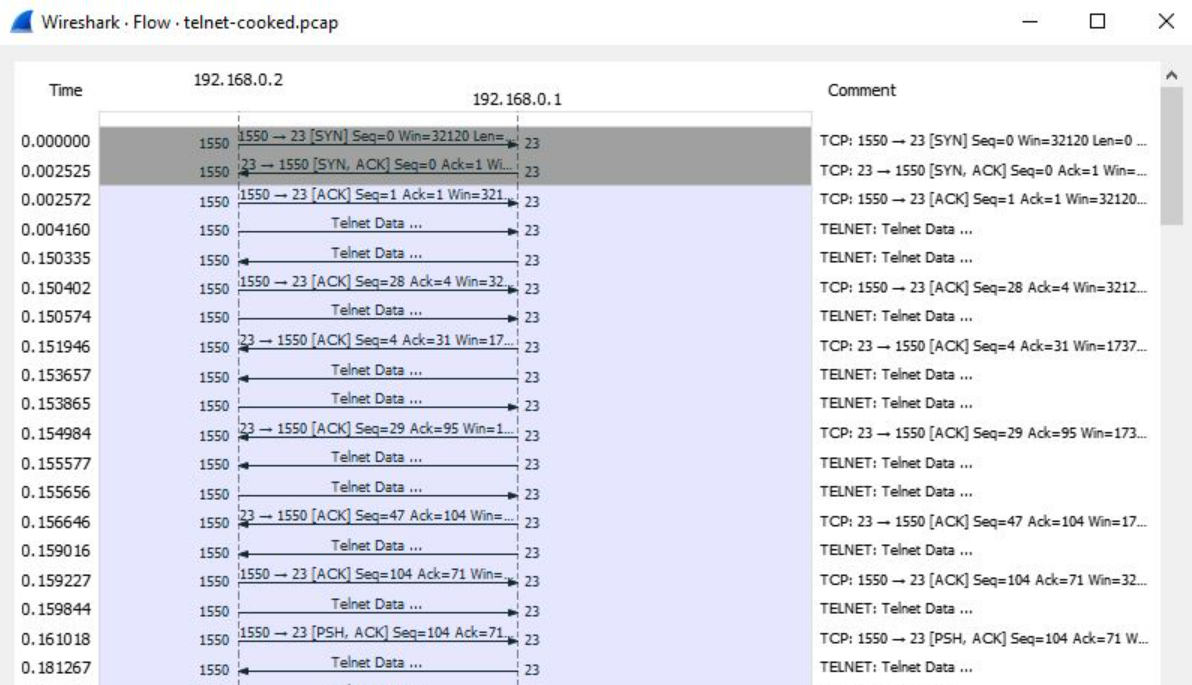 Wireshark · Flow · telnet-cooked.pcap
Time 192.168.0.2 192.168.0.1 Comment
0.000000 1550 1550 → 23 [SYN] Seq=0 Win=32120 Len=... 23 TCP: 1550 → 23 [SYN] Seq=0 Win=32120 Len=0 ...
0.002525 1550 23 → 1550 [SYN, ACK] Seq=0 Ack=1 Wi... 23 TCP: 23 → 1550 [SYN, ACK] Seq=0 Ack=1 Win=...
0.002572 1550 1550 → 23 [ACK] Seq=1 Ack=1 Win=321... 23 TCP: 1550 → 23 [ACK] Seq=1 Ack=1 Win=32120...
0.004160 1550 Telnet Data ... 23 TELNET: Telnet Data ...
0.150335 1550 Telnet Data ... 23 TELNET: Telnet Data ...
0.150402 1550 1550 → 23 [ACK] Seq=28 Ack=4 Win=32... 23 TCP: 1550 → 23 [ACK] Seq=28 Ack=4 Win=3212...
0.150574 1550 Telnet Data ... 23 TELNET: Telnet Data ...
0.151946 1550 23 → 1550 [ACK] Seq=4 Ack=31 Win=17... 23 TCP: 23 → 1550 [ACK] Seq=4 Ack=31 Win=1737...
0.153657 1550 Telnet Data ... 23 TELNET: Telnet Data ...
0.153865 1550 Telnet Data ... 23 TELNET: Telnet Data ...
0.154984 1550 23 → 1550 [ACK] Seq=29 Ack=95 Win=1... 23 TCP: 23 → 1550 [ACK] Seq=29 Ack=95 Win=173...
0.155577 1550 Telnet Data ... 23 TELNET: Telnet Data ...
0.155656 1550 Telnet Data ... 23 TELNET: Telnet Data ...
0.156646 1550 23 → 1550 [ACK] Seq=47 Ack=104 Win=... 23 TCP: 23 → 1550 [ACK] Seq=47 Ack=104 Win=17...
0.159016 1550 Telnet Data ... 23 TELNET: Telnet Data ...
0.159227 1550 1550 → 23 [ACK] Seq=104 Ack=71 Win=... 23 TCP: 1550 → 23 [ACK] Seq=104 Ack=71 Win=32...
0.159844 1550 Telnet Data ... 23 TELNET: Telnet Data ...
0.161018 1550 1550 → 23 [PSH, ACK] Seq=104 Ack=71... 23 TCP: 1550 → 23 [PSH, ACK] Seq=104 Ack=71 W...
0.181267 1550 Telnet Data ... 23 TELNET: Telnet Data ...